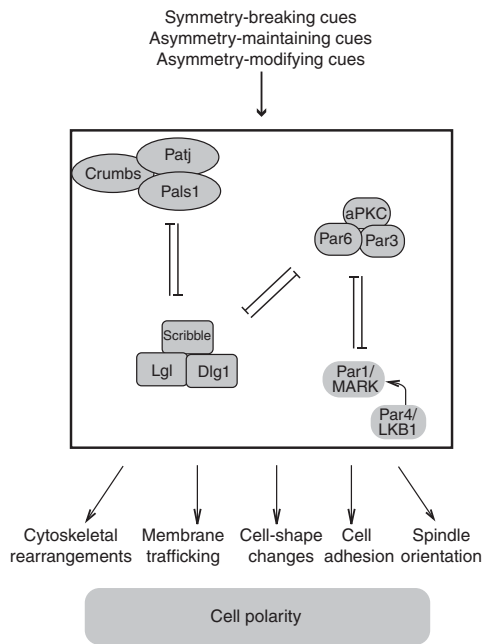 Symmetry-breaking cues
Asymmetry-maintaining cues
Asymmetry-modifying cues
Patj
Crumbs
Pals1
aPKC
Par6
Par3
Scribble
Lgl
Dlg1
Par1/
MARK
Par4/
LKB1
Cytoskeletal
rearrangements
Membrane
trafficking
Cell-shape
changes
Cell
adhesion
Spindle
orientation
Cell polarity